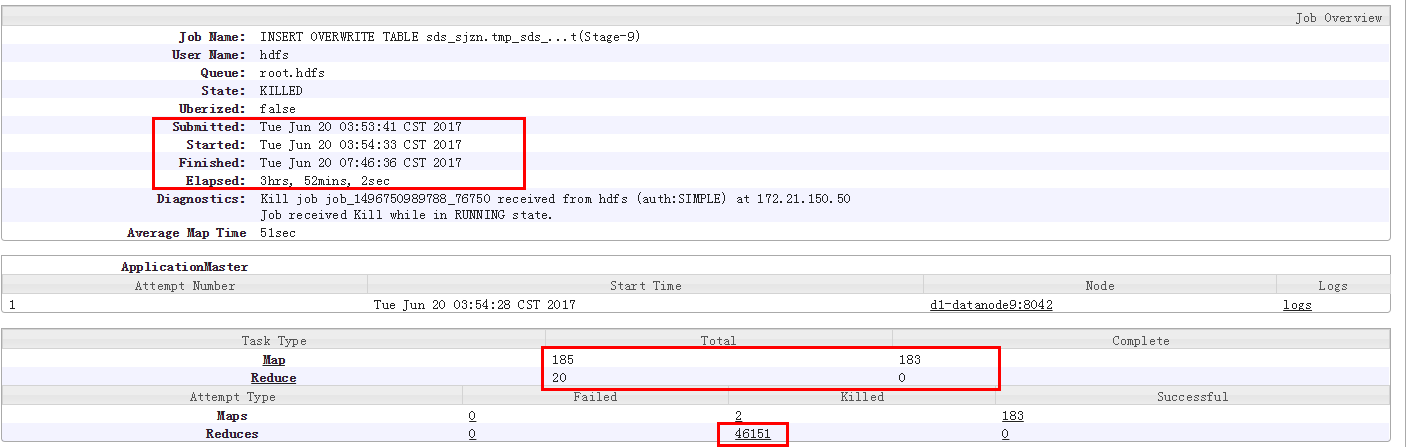 Job Overview
Job Name: INSERT OVERWRITE TABLE sds_sjzn.tmp_sds_...t(Stage-9)
User Name: hdfs
Queue: root.hdfs
State: KILLED
Uberized: false
Submitted: Tue Jun 20 03:53:41 CST 2017
Started: Tue Jun 20 03:54:33 CST 2017
Finished: Tue Jun 20 07:46:36 CST 2017
Elapsed: 3hrs, 52mins, 2sec
Diagnostics: Kill job job_1496750989788_76750 received from hdfs (auth:SIMPLE) at 172.21.150.50
Job received Kill while in RUNNING state.
Average Map Time 51sec
ApplicationMaster
Attempt Number Start Time Node Logs
1 Tue Jun 20 03:54:28 CST 2017 d1-datanode9:8042 logs
Task Type Total Complete
Map 185 183
Reduce 20 0
Attempt Type Failed Killed Successful
Maps 0 2 183
Reduces 0 46151 0